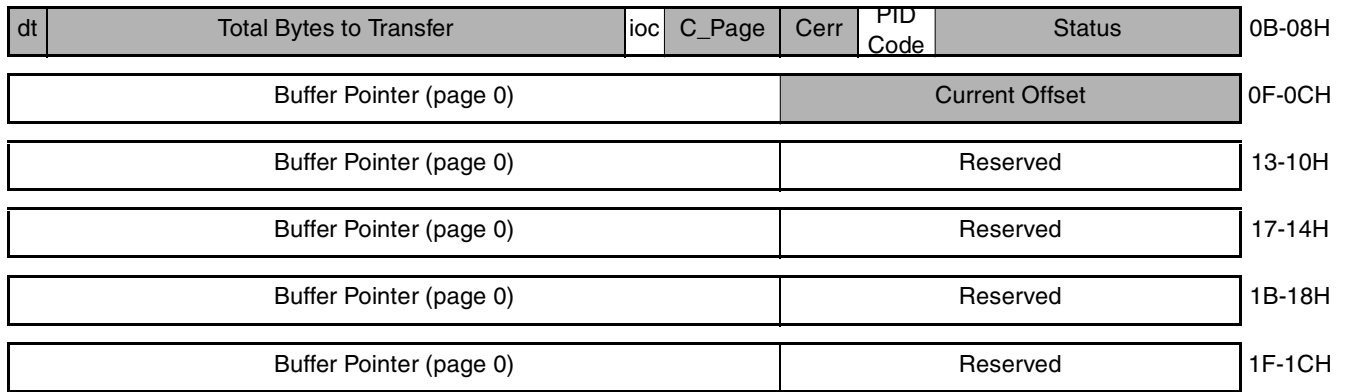 dt Total Bytes to Transfer ioc C_Page Cerr PID Code Status 0B-08H
Buffer Pointer (page 0) Current Offset 0F-0CH
Buffer Pointer (page 0) Reserved 13-10H
Buffer Pointer (page 0) Reserved 17-14H
Buffer Pointer (page 0) Reserved 1B-18H
Buffer Pointer (page 0) Reserved 1F-1CH